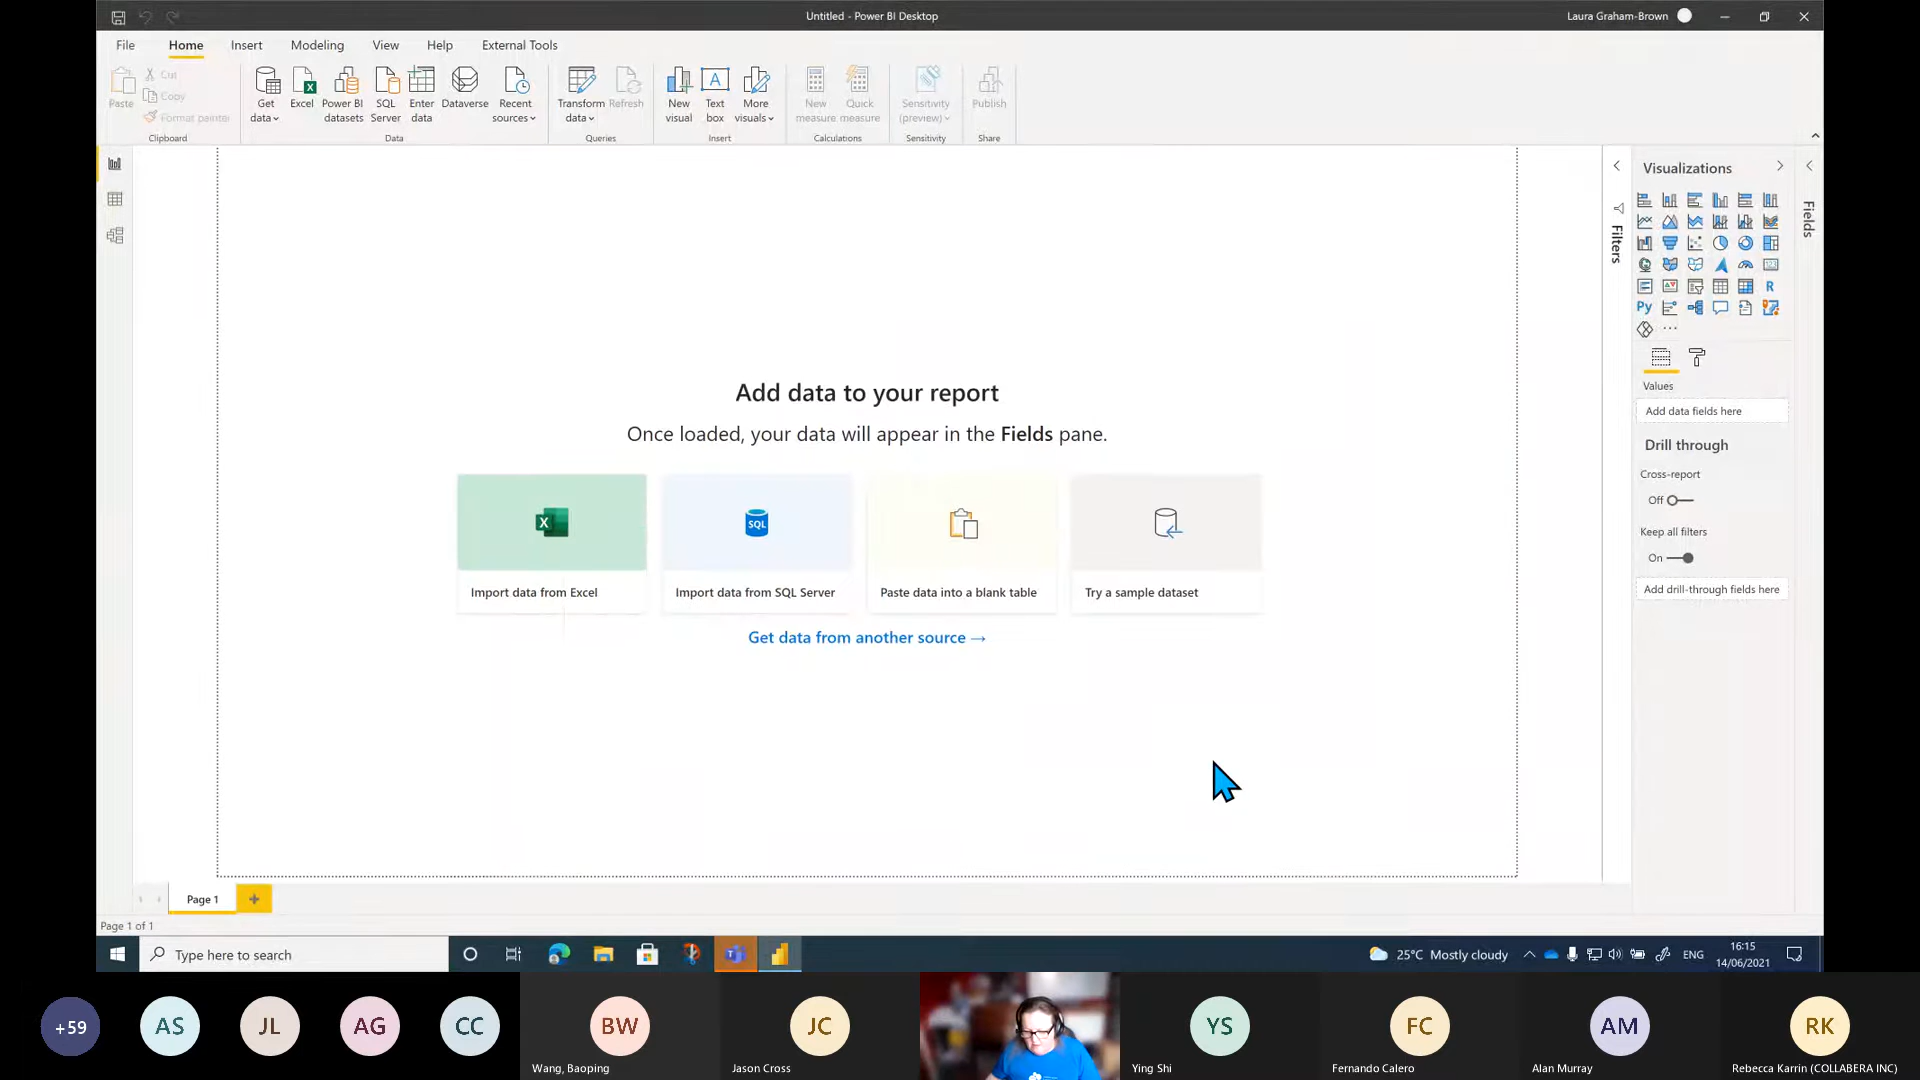 Untitled - Power BI Desktop
Laura Graham-Brown
File Home Insert Modeling View Help External Tools
Paste
Cut
Copy
Format painter
Get data
Excel
Power BI datasets
SQL Server
Enter data
Dataverse
Recent sources
Transform data
Refresh
New visual
A
Text box
More visuals
New measure
Quick measure
Sensitivity (preview)
Publish
Clipboard
Data
Queries
Insert
Calculations
Sensitivity
Share
Filters
Visualizations
Fields
R
Py
Values
Add data fields here
Drill through
Cross-report
Off
Keep all filters
On
Add drill-through fields here
Add data to your report
Once loaded, your data will appear in the Fields pane.
X
SQL
Import data from Excel
Import data from SQL Server
Paste data into a blank table
Try a sample dataset
Get data from another source →
Page 1
+
Page 1 of 1
Type here to search
25°C Mostly cloudy
ENG
16:15
14/06/2021
+59
AS
JL
AG
CC
BW
Wang, Baoping
JC
Jason Cross
YS
Ying Shi
FC
Fernando Calero
AM
Alan Murray
RK
Rebecca Karrin (COLLABERA INC)